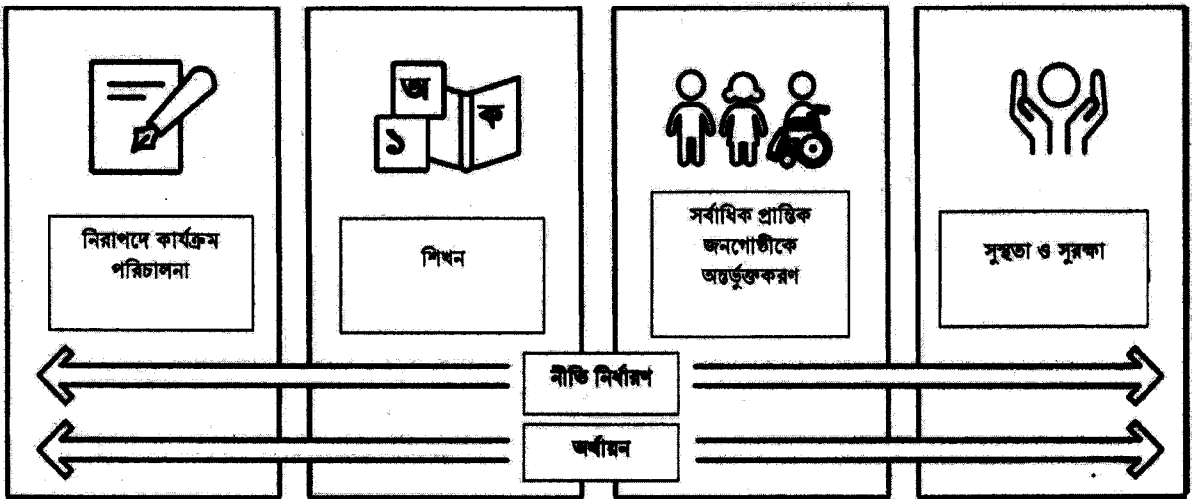 অ
ক
১
নিরাপদে কার্যক্রম
পরিচালনা
শিখন
সর্বাধিক প্রান্তিক
জনগোষ্ঠীকে
অন্তর্ভুক্তকরণ
সুস্থতা ও সুরক্ষা
নীতি নির্ধারণ
অর্থায়ন